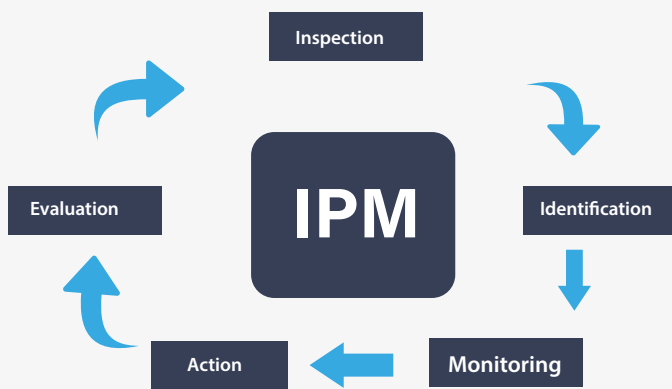 Inspection
Identification
Monitoring
Action
Evaluation
IPM